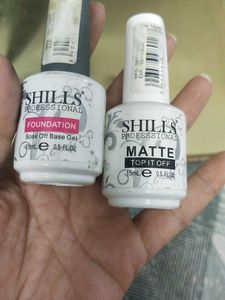 SHILLS
PROFESSIONAL
FOUNDATION
Soak Off Base Gel
15mL e 0.5 FL.OZ
SHILLS
PROFESSIONAL
MATTE
TOP IT OFF
15mL e 0.5 FL.OZ